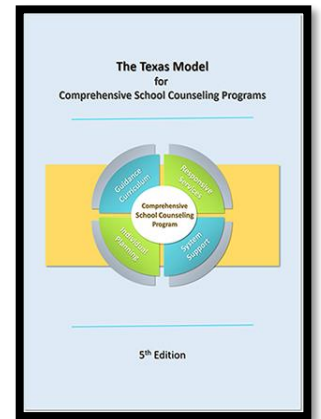 The Texas Model
for
Comprehensive School Counseling Programs
Guidance
Curriculum
Responsive
Services
Comprehensive
School Counseling
Program
Individual
Planning
System
Support
5th Edition